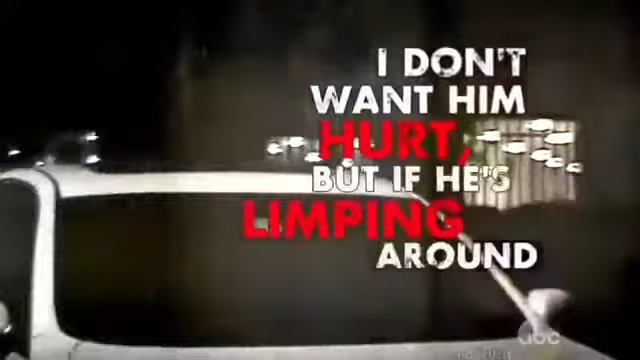 I DON'T
WANT HIM
HURT,
BUT IF HE'S
LIMPING
AROUND
abc